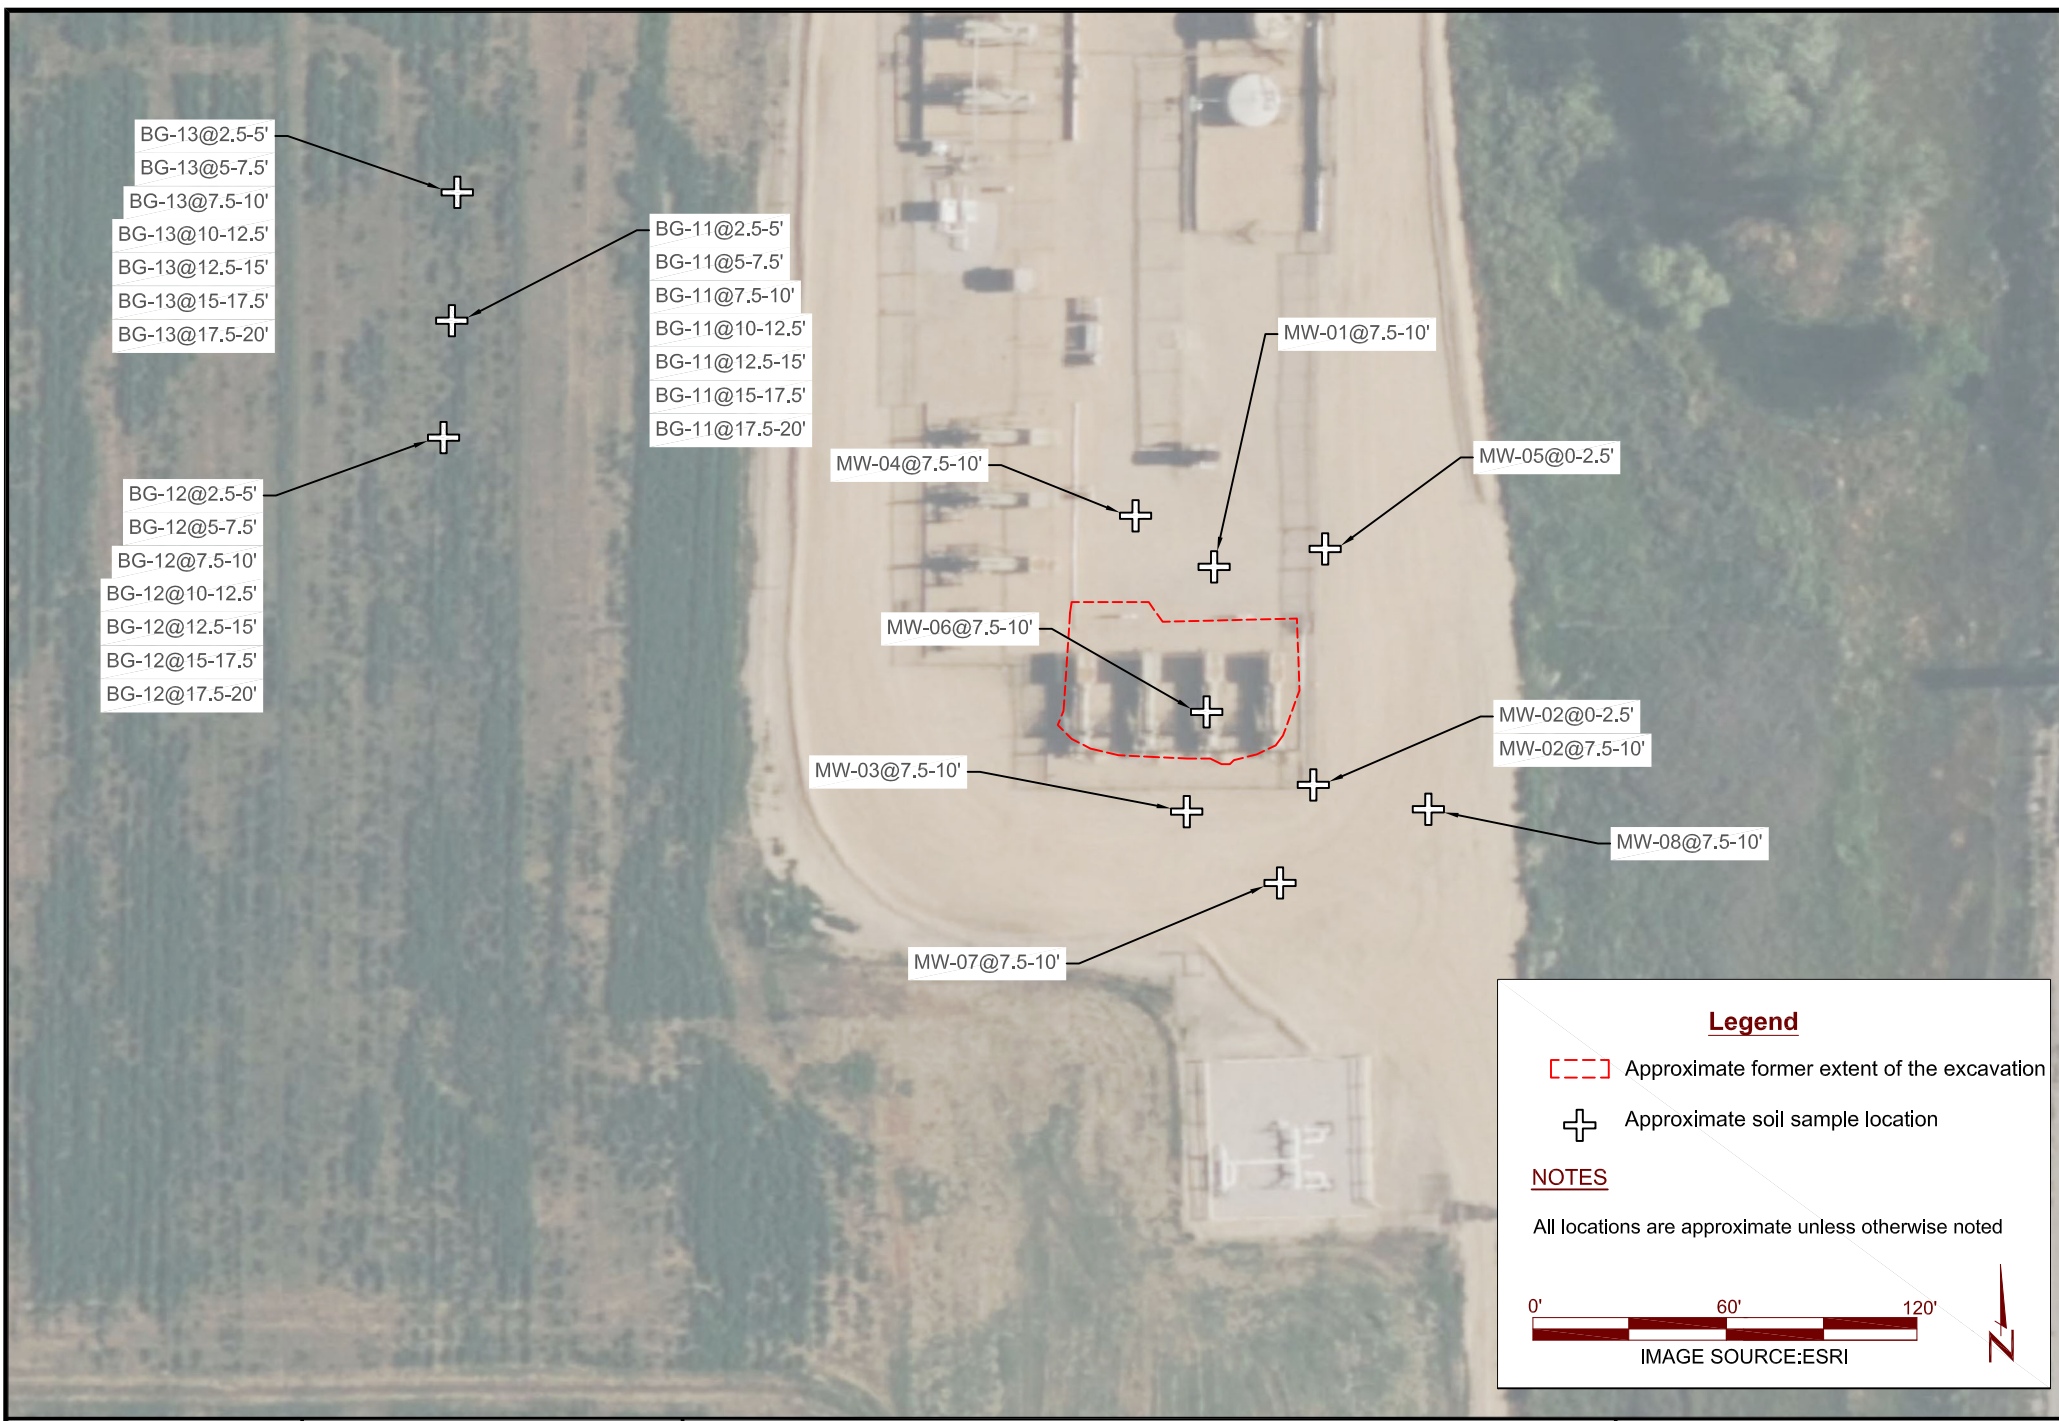 BG-13@2.5-5'
BG-13@5-7.5'
BG-13@7.5-10'
BG-13@10-12.5'
BG-13@12.5-15'
BG-13@15-17.5'
BG-13@17.5-20'
BG-11@2.5-5'
BG-11@5-7.5'
BG-11@7.5-10'
BG-11@10-12.5'
BG-11@12.5-15'
BG-11@15-17.5'
BG-11@17.5-20'
MW-01@7.5-10'
MW-04@7.5-10'
MW-05@0-2.5'
BG-12@2.5-5'
BG-12@5-7.5'
BG-12@7.5-10'
BG-12@10-12.5'
BG-12@12.5-15'
BG-12@15-17.5'
BG-12@17.5-20'
MW-06@7.5-10'
MW-02@0-2.5'
MW-02@7.5-10'
MW-03@7.5-10'
MW-08@7.5-10'
MW-07@7.5-10'
Legend
Approximate former extent of the excavation
Approximate soil sample location
NOTES
All locations are approximate unless otherwise noted
0' 60' 120'
IMAGE SOURCE:ESRI
N